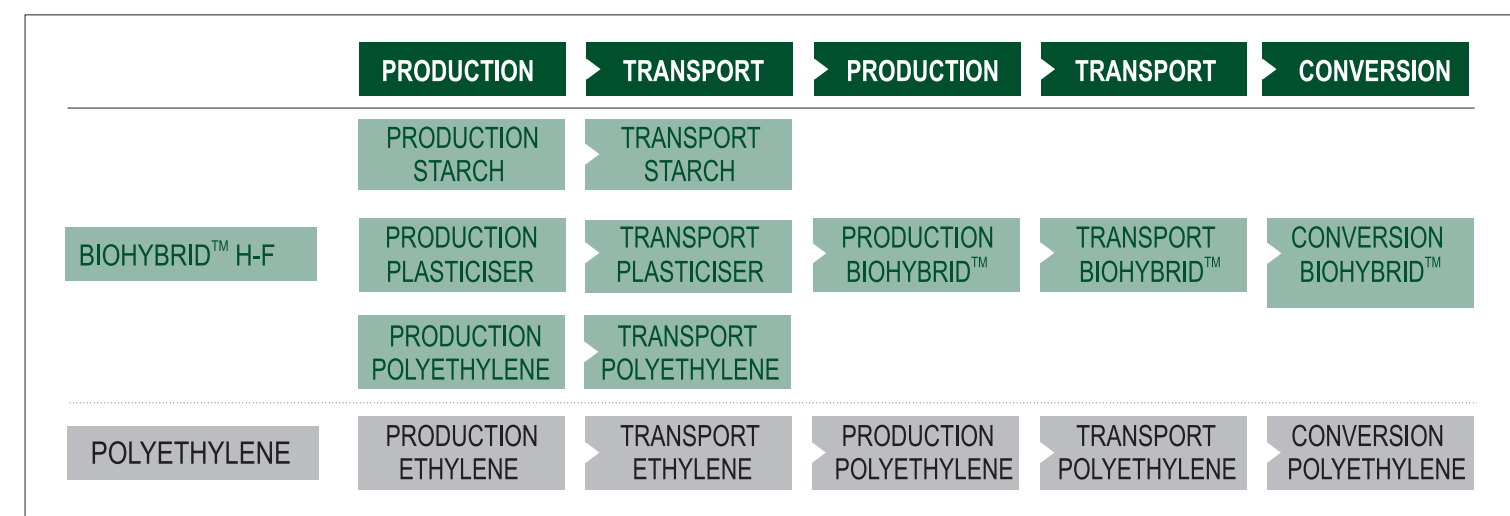 PRODUCTION TRANSPORT PRODUCTION TRANSPORT CONVERSION
PRODUCTION STARCH
TRANSPORT STARCH
BIOHYBRID™ H-F
PRODUCTION PLASTICISER
TRANSPORT PLASTICISER
PRODUCTION BIOHYBRID™
TRANSPORT BIOHYBRID™
CONVERSION BIOHYBRID™
PRODUCTION POLYETHYLENE
TRANSPORT POLYETHYLENE
POLYETHYLENE
PRODUCTION ETHYLENE
TRANSPORT ETHYLENE
PRODUCTION POLYETHYLENE
TRANSPORT POLYETHYLENE
CONVERSION POLYETHYLENE